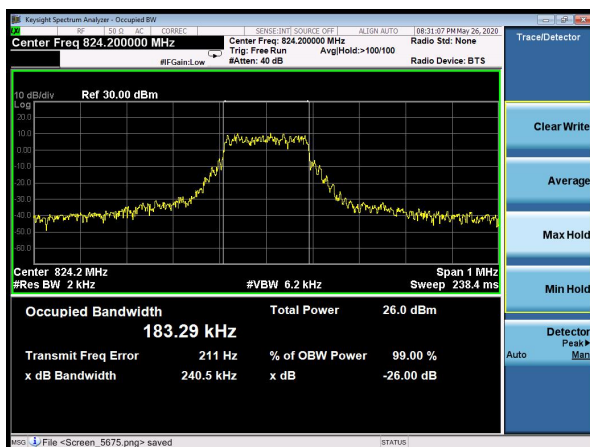 Keysight Spectrum Analyzer - Occupied BW
RF 50 Ω AC CORREC SENSE:INT SOURCE OFF ALIGN AUTO 08:31:07 PM May 26, 2020
Center Freq 824.200000 MHz
Center Freq: 824.200000 MHz
Radio Std: None
Trig: Free Run Avg|Hold:>100/100
#IFGain:Low #Atten: 40 dB Radio Device: BTS
Trace/Detector
10 dB/div Ref 30.00 dBm
Log
20.0
10.0
0.00
-10.0
-20.0
-30.0
-40.0
-50.0
-60.0
Center 824.2 MHz Span 1 MHz
#Res BW 2 kHz #VBW 6.2 kHz Sweep 238.4 ms
Occupied Bandwidth Total Power 26.0 dBm
183.29 kHz
Transmit Freq Error 211 Hz % of OBW Power 99.00 %
x dB Bandwidth 240.5 kHz x dB -26.00 dB
Clear Write
Average
Max Hold
Min Hold
Detector
Peak▶
Auto Man
MSG File <Screen_5675.png> saved STATUS